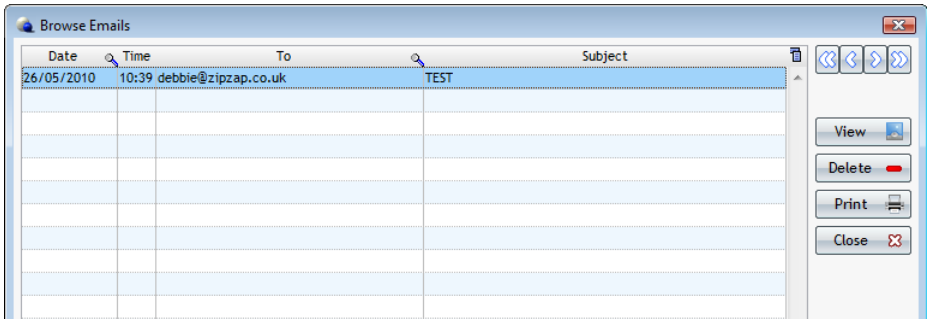 Browse Emails
Date Time To Subject
26/05/2010 10:39 debbie@zipzap.co.uk TEST
View
Delete
Print
Close